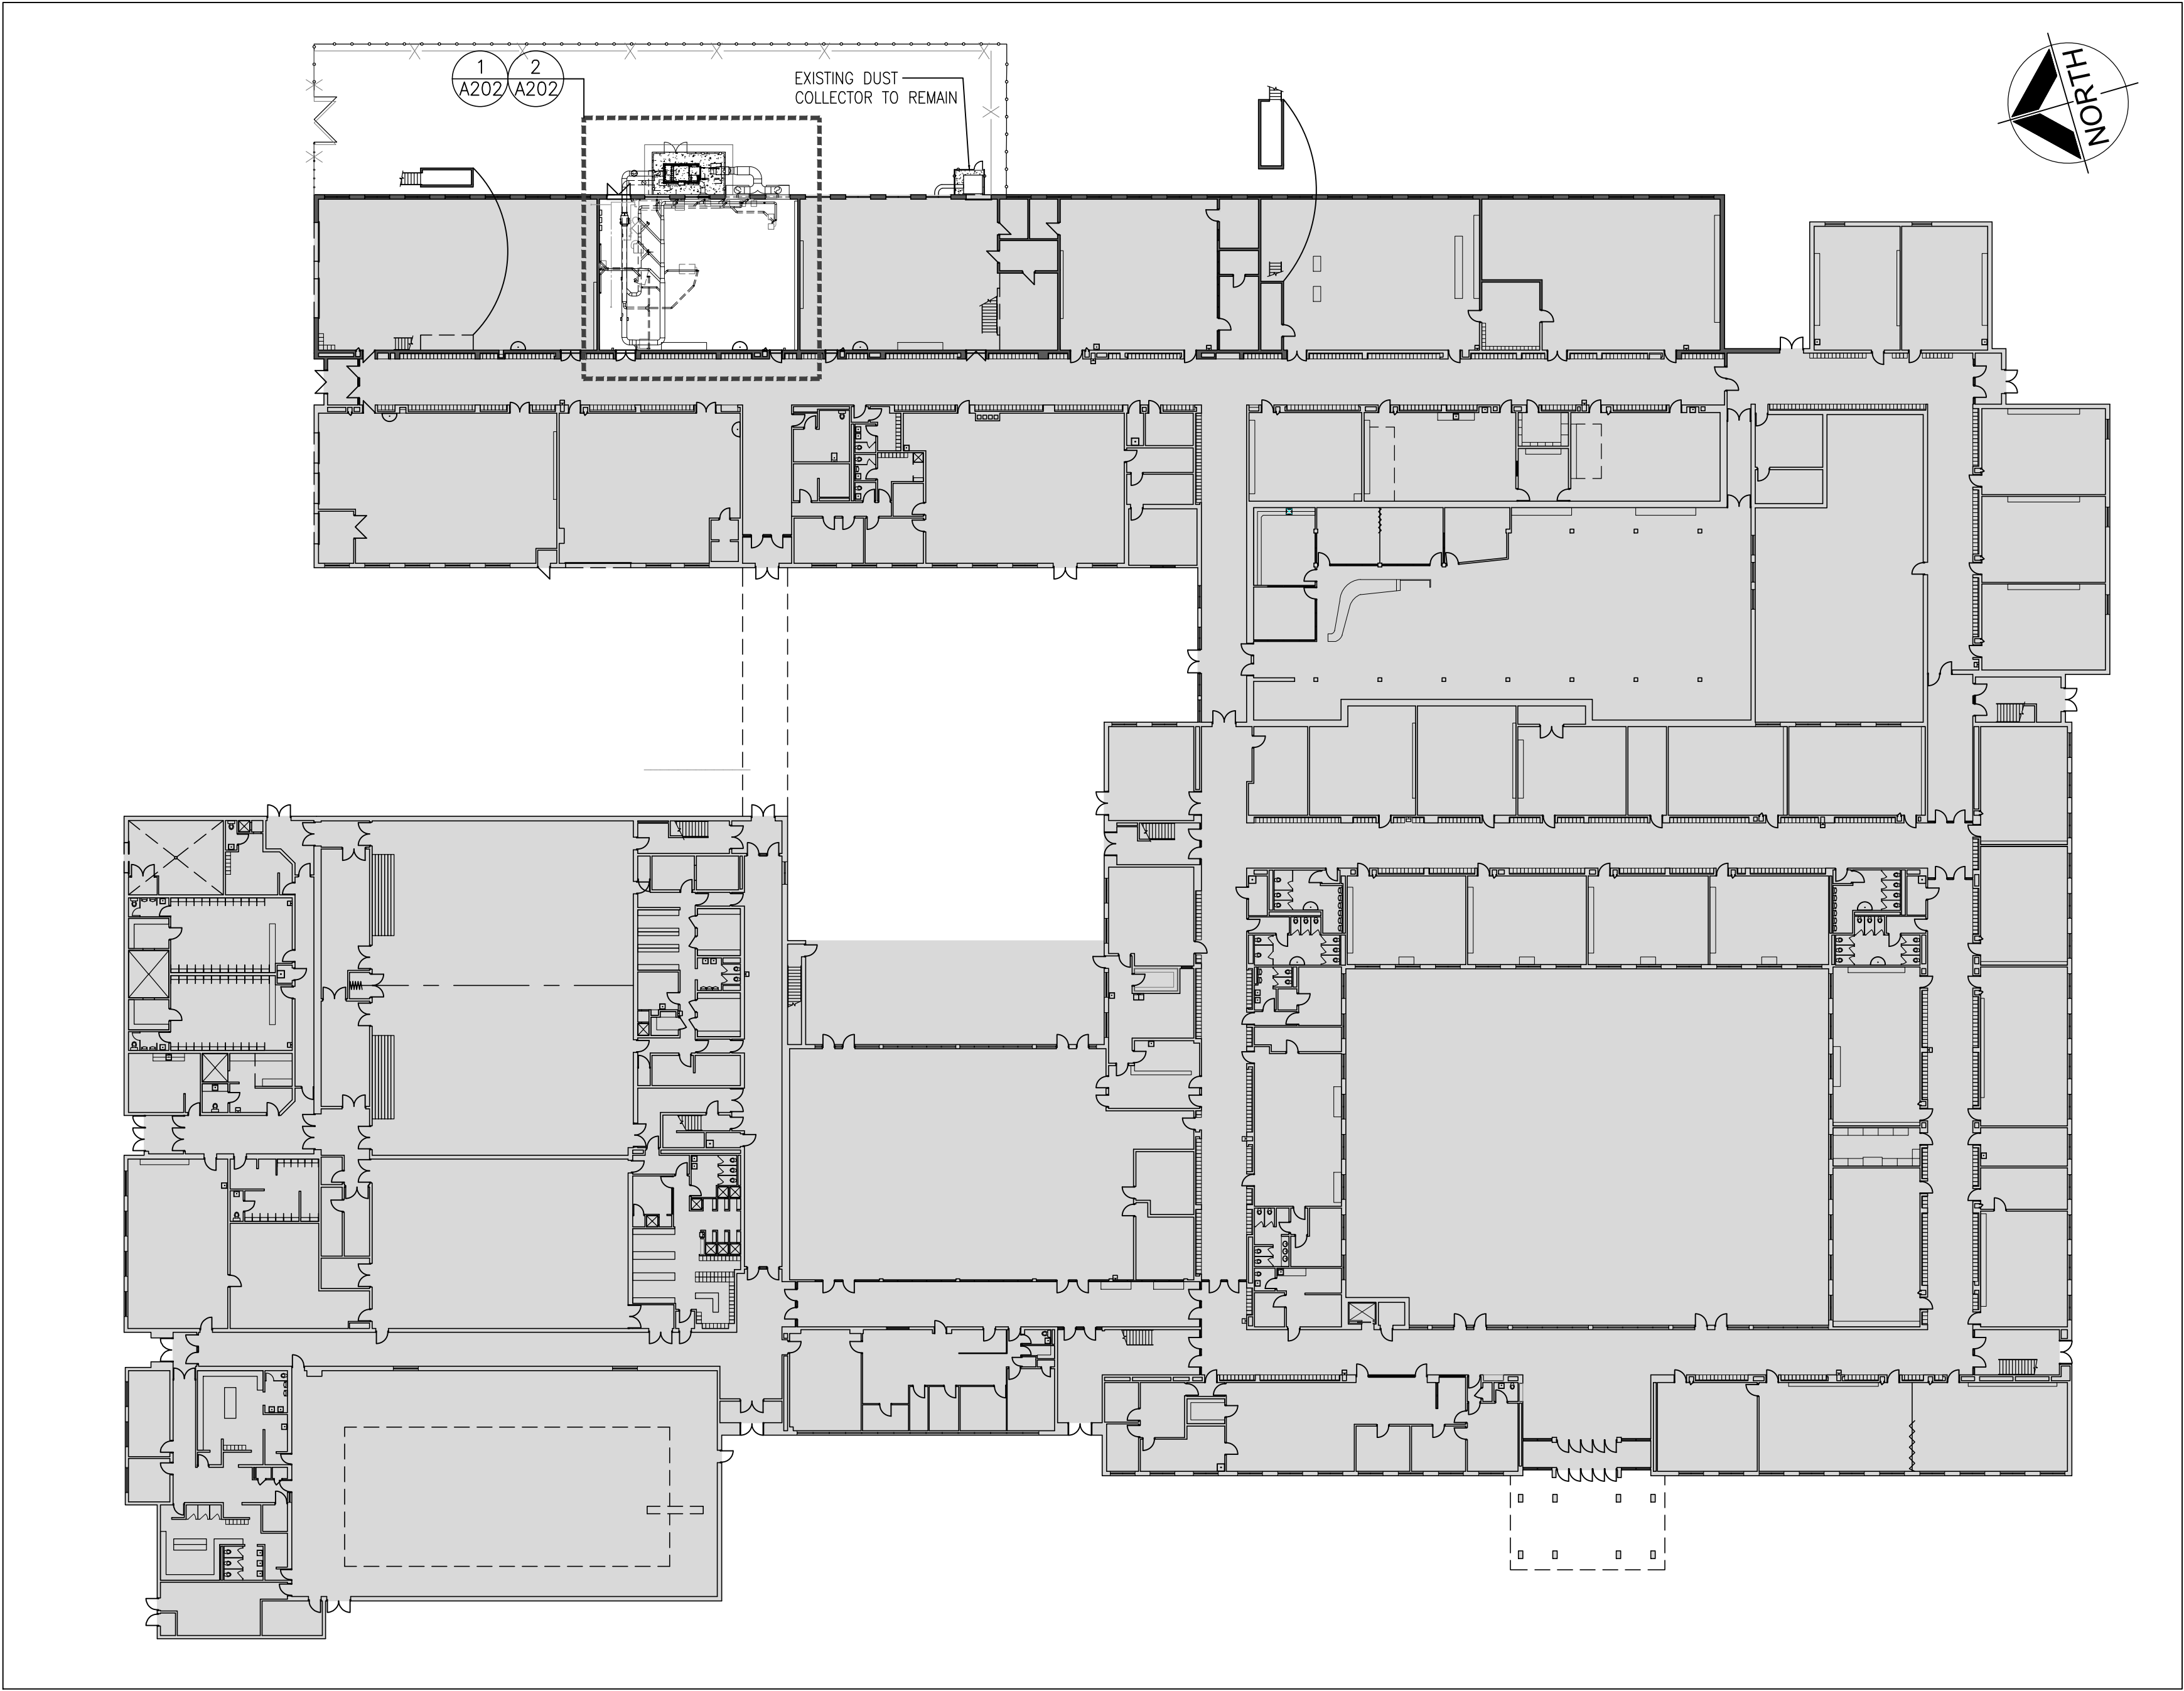 1
A202
2
A202
EXISTING DUST
COLLECTOR TO REMAIN
NORTH